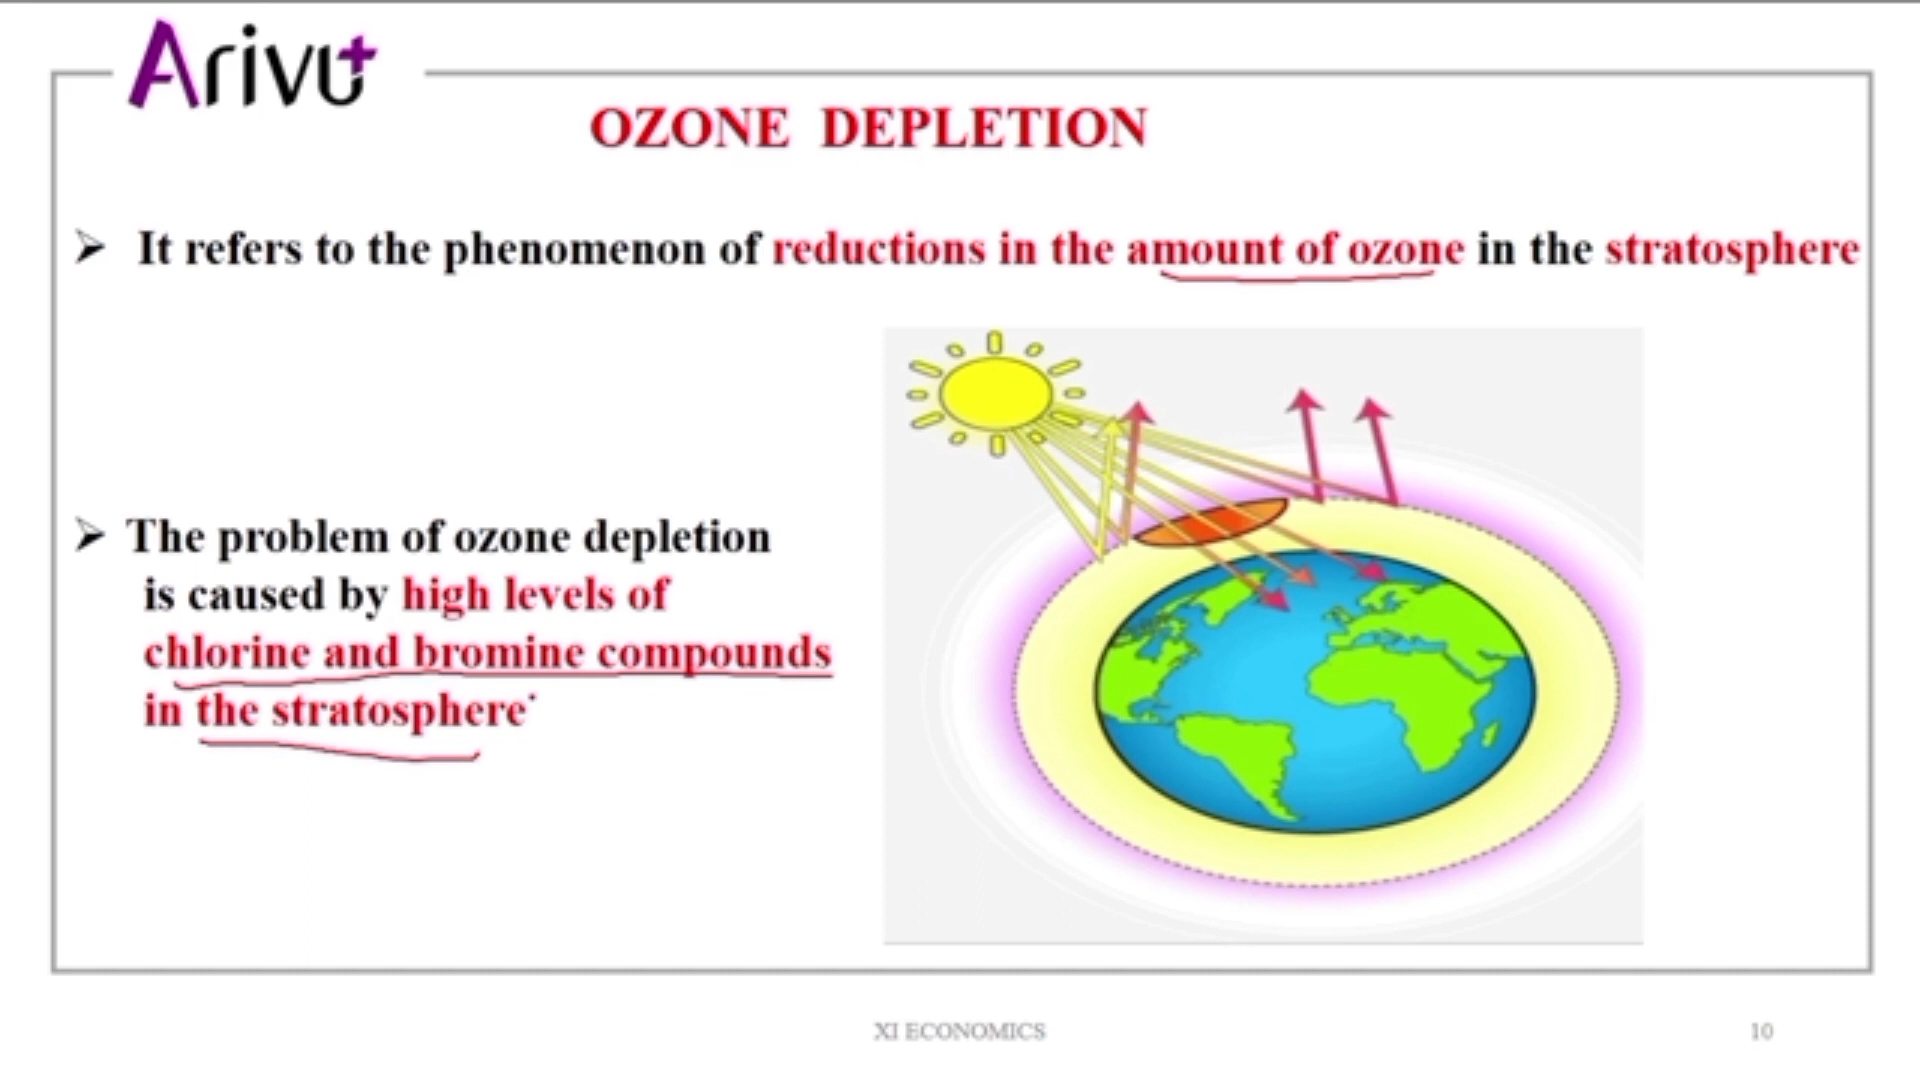 Arivu+
OZONE DEPLETION
➢ It refers to the phenomenon of reductions in the amount of ozone in the stratosphere
➢ The problem of ozone depletion
is caused by high levels of
chlorine and bromine compounds
in the stratosphere
XI ECONOMICS
10